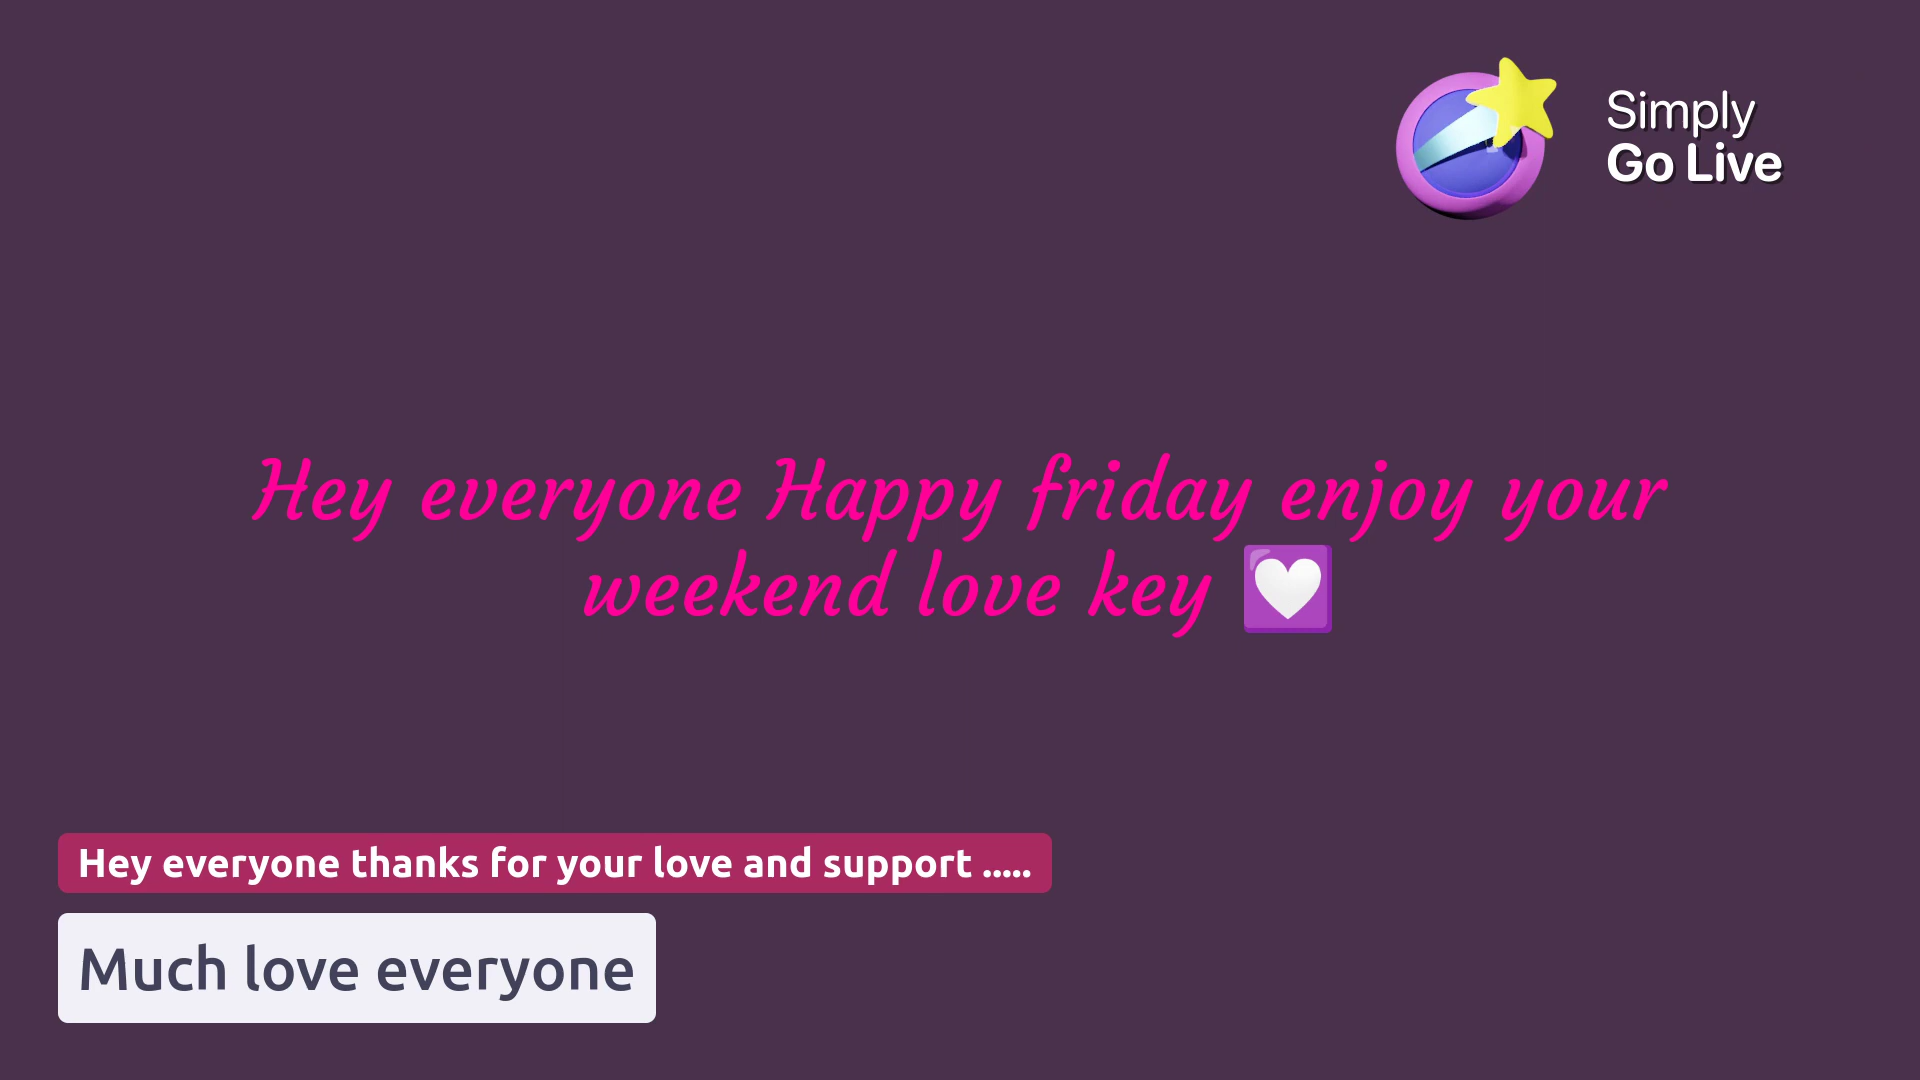 Simply
Go Live
Hey everyone Happy friday enjoy your
weekend love key 💟
Hey everyone thanks for your love and support .....
Much love everyone